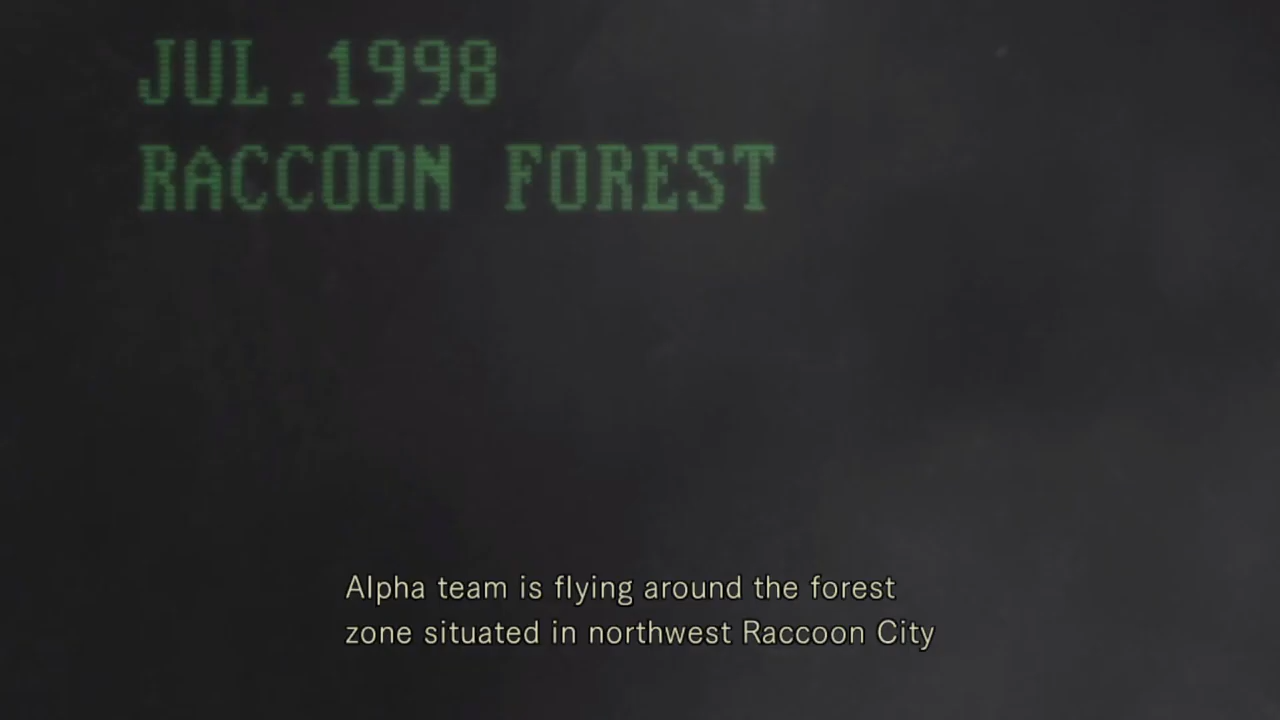 JUL.1998
RACCOON FOREST
Alpha team is flying around the forest
zone situated in northwest Raccoon City